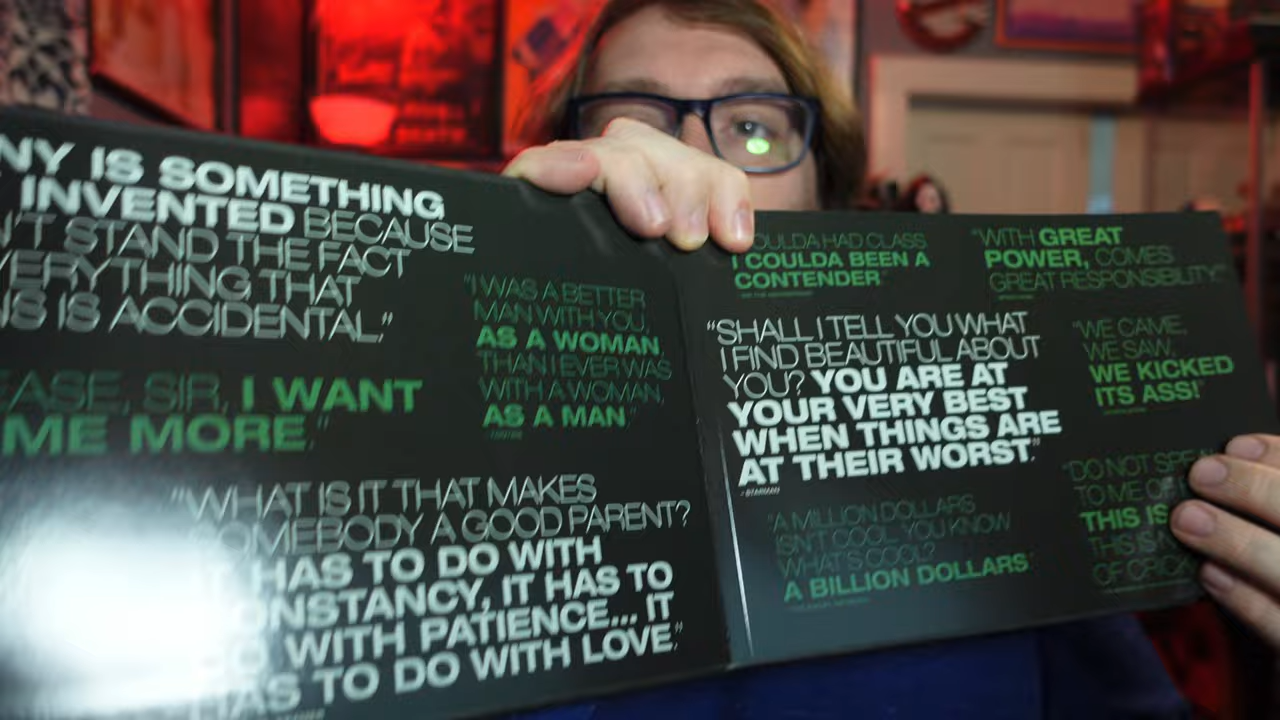 NY IS SOMETHING
INVENTED BECAUSE
N'T STAND THE FACT
VERYTHING THAT
NS IS ACCIDENTAL."
"I WAS A BETTER
MAN WITH YOU,
AS A WOMAN
THAN I EVER WAS
WITH A WOMAN,
AS A MAN."
- TOOTSIE
EASE, SIR, I WANT
ME MORE."
"WHAT IS IT THAT MAKES
SOMEBODY A GOOD PARENT?
IT HAS TO DO WITH
ONSTANCY, IT HAS TO
DO WITH PATIENCE... IT
HAS TO DO WITH LOVE."
COULDA HAD CLASS.
I COULDA BEEN A
CONTENDER"
"WITH GREAT
POWER, COMES
GREAT RESPONSIBILITY."
"SHALL I TELL YOU WHAT
I FIND BEAUTIFUL ABOUT
YOU? YOU ARE AT
YOUR VERY BEST
WHEN THINGS ARE
AT THEIR WORST."
- STARMAN
"WE CAME,
WE SAW,
WE KICKED
ITS ASS!"
"A MILLION DOLLARS
ISN'T COOL. YOU KNOW
WHAT'S COOL?
A BILLION DOLLARS"
"DO NOT SPE
TO ME OF
THIS IS
THIS IS
OF CRIC